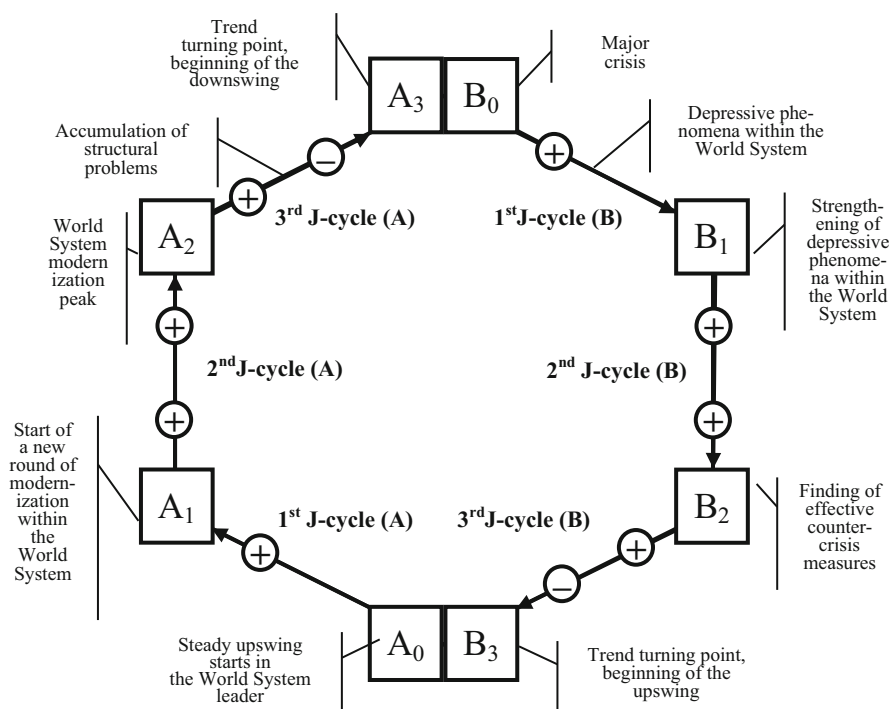 Trend
turning point,
beginning of the
downswing
A3
B0
Major
crisis
Accumulation of
structural
problems
+
−
3rd J-cycle (A)
+
Depressive phe-
nomena within the
World System
1stJ-cycle (B)
World
System
modern
ization
peak
A2
B1
Strength-
ening of
depressive
phenome-
na within
the World
System
+
+
2ndJ-cycle (A)
2nd J-cycle (B)
+
+
Start of
a new
round of
modern-
ization
within
the
World
System
A1
1st J-cycle (A)
+
3rdJ-cycle (B)
+
−
B2
Finding of
effective
counter-
crisis
measures
Steady upswing
starts in
the World System
leader
A0
B3
Trend turning point,
beginning of the
upswing